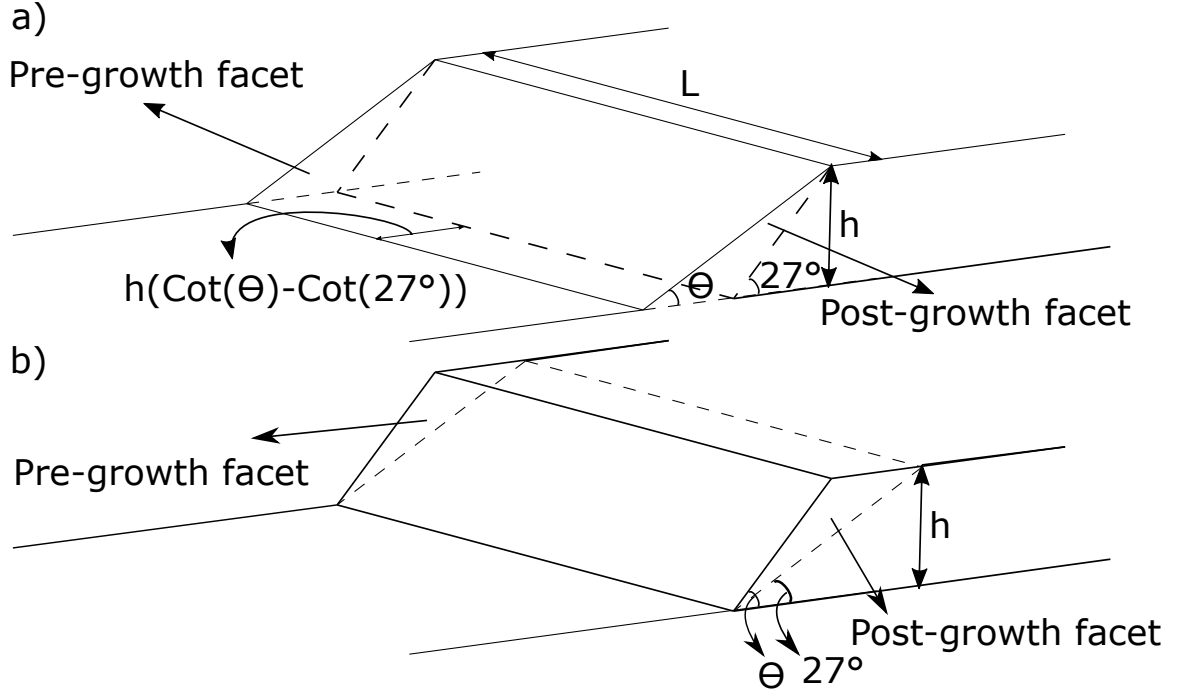 a)
Pre-growth facet
L
h
h(Cot(Θ)-Cot(27°))
Θ
27°
Post-growth facet
b)
Pre-growth facet
h
Post-growth facet
Θ
27°